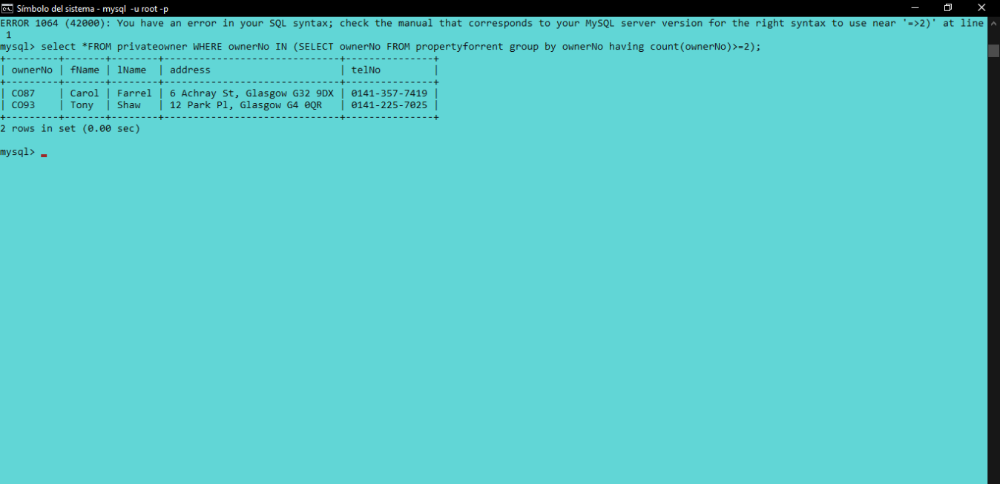 Símbolo del sistema - mysql -u root -p
ERROR 1064 (42000): You have an error in your SQL syntax; check the manual that corresponds to your MySQL server version for the right syntax to use near '=>2)' at line
1
mysql> select *FROM privateowner WHERE ownerNo IN (SELECT ownerNo FROM propertyforrent group by ownerNo having count(ownerNo)>=2);
+---------+-------+--------+-----------------------------+---------------+
| ownerNo | fName | lName  | address                     | telNo         |
+---------+-------+--------+-----------------------------+---------------+
| CO87    | Carol | Farrel | 6 Achray St, Glasgow G32 9DX | 0141-357-7419 |
| CO93    | Tony  | Shaw   | 12 Park Pl, Glasgow G4 0QR  | 0141-225-7025 |
+---------+-------+--------+-----------------------------+---------------+
2 rows in set (0.00 sec)
mysql>